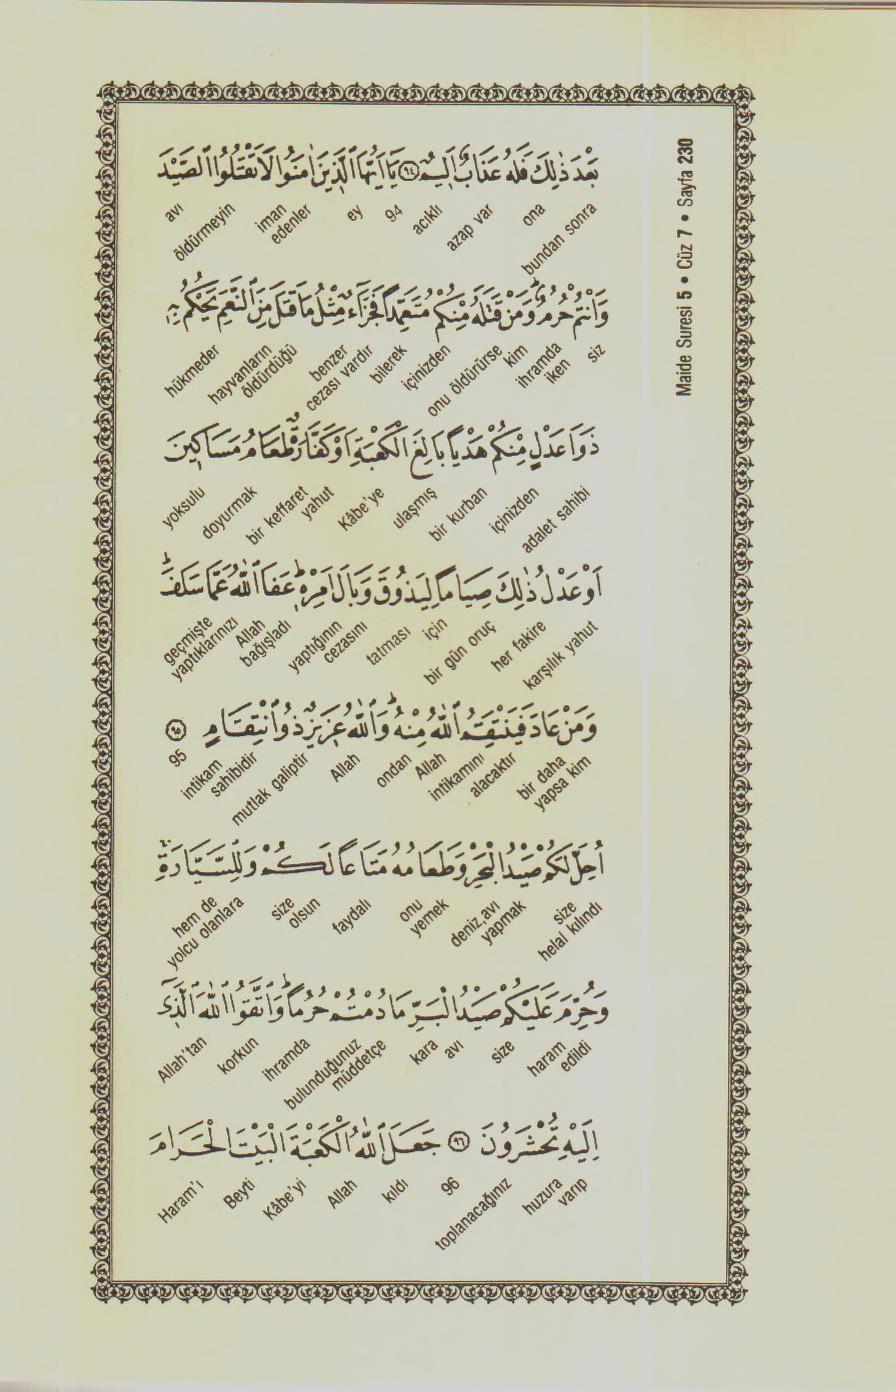 Maide Suresi 5 • Cüz 7 • Sayfa 230
بَعْدَ ذٰلِكَ فَلَهُ عَذَابٌ اَلٖيمٌ ﴿٩٤﴾ يَٓا اَيُّهَا الَّذٖينَ اٰمَنُوا لَا تَقْتُلُوا الصَّيْدَ
bundan sonra ona azap var acıklı 94 ey iman edenler öldürmeyin avı
وَاَنْتُمْ حُرُمٌؕ وَمَنْ قَتَلَهُ مِنْكُمْ مُتَعَمِّدًا فَجَزَٓاءٌ مِثْلُ مَا قَتَلَ مِنَ النَّعَمِ يَحْكُمُ بِهٖ
siz ihramda iken kim onu öldürürse içinizden bilerek benzer cezası vardır hayvanların öldürdüğü hükmeder
ذَوَا عَدْلٍ مِنْكُمْ هَدْيًا بَالِغَ الْكَعْبَةِ اَوْ كَفَّارَةٌ طَعَامُ مَسَاكٖينَ
adalet sahibi içinizden bir kurban ulaşmış Kâbe'ye yahut bir keffaret doyurmak yoksulu
اَوْ عَدْلُ ذٰلِكَ صِيَامًا لِيَذُوقَ وَبَالَ اَمْرِهٖؕ عَفَا اللّٰهُ عَمَّا سَلَفَؕ
karşılık yahut her fakire bir gün oruç için tatması yaptığının cezasını Allah bağışladı geçmişte yaptıklarınızı
وَمَنْ عَادَ فَيَنْتَقِمُ اللّٰهُ مِنْهُؕ وَاللّٰهُ عَزٖيزٌ ذُو انْتِقَامٍ ﴿٩٥﴾
bir daha yapsa kim intikamını alacaktır Allah ondan Allah mutlak galiptir intikam sahibidir 95
اُحِلَّ لَكُمْ صَيْدُ الْبَحْرِ وَطَعَامُهُ مَتَاعًا لَكُمْ وَلِلسَّيَّارَةِۚ
size helal kılındı deniz avı yapmak onu yemek faydalı size olsun hem de yolcu olanlara
وَحُرِّمَ عَلَيْكُمْ صَيْدُ الْبَرِّ مَا دُمْتُمْ حُرُمًاؕ وَاتَّقُوا اللّٰهَ الَّذٖٓي
haram edildi size avı kara bulunduğunuz müddetçe ihramda korkun Allah'tan
اِلَيْهِ تُحْشَرُونَ ﴿٩٦﴾ جَعَلَ اللّٰهُ الْكَعْبَةَ الْبَيْتَ الْحَرَامَ
huzura varıp toplanacağınız 96 kıldı Allah Kâbe'yi Beyti Haram'ı